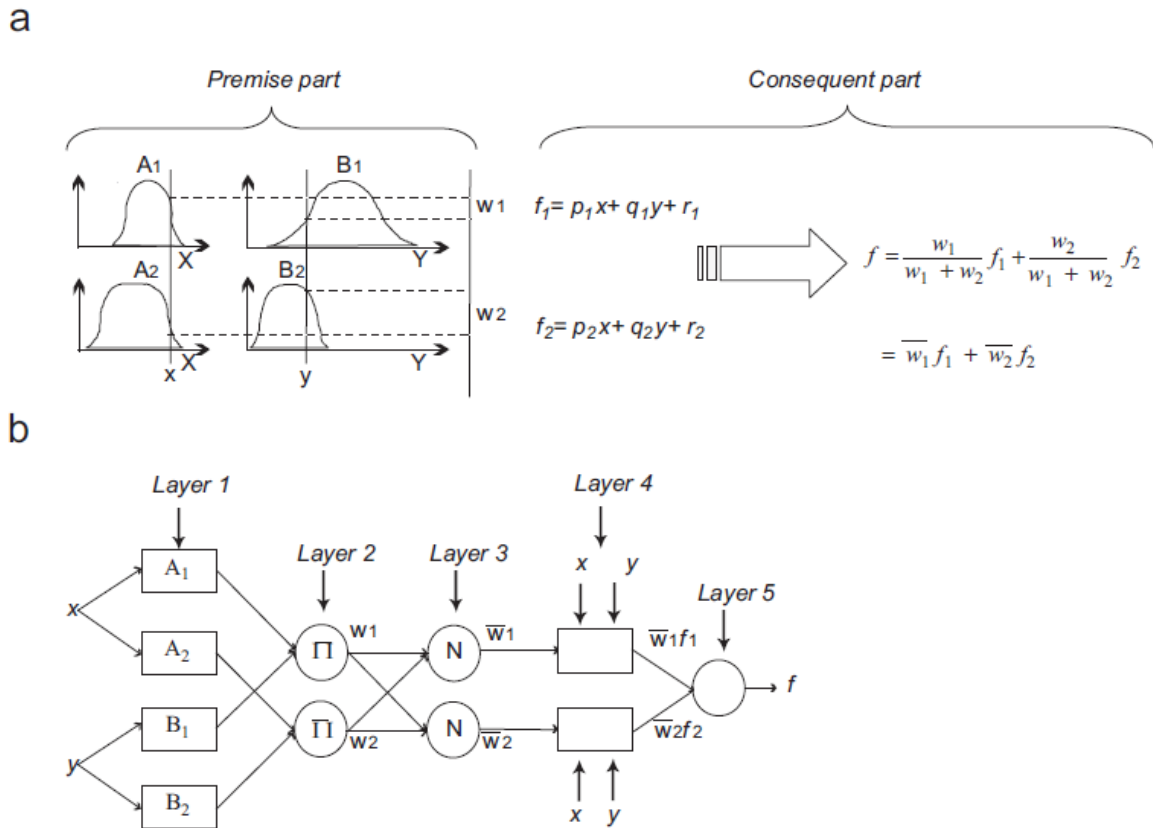 a
Premise part
Consequent part
A1
B1
w1
f1= p1x+ q1y+ r1
X
Y
f = w1 / (w1 + w2) f1 + w2 / (w1 + w2) f2
A2
B2
w2
f2= p2x+ q2y+ r2
X
Y
= w̅1 f1 + w̅2 f2
x
y
b
Layer 1
Layer 4
Layer 2
Layer 3
x y
Layer 5
A1
x
w1
w̅1
w̅1f1
A2
Π
N
f
B1
Π
N
w̅2f2
y
w2
w̅2
B2
x y